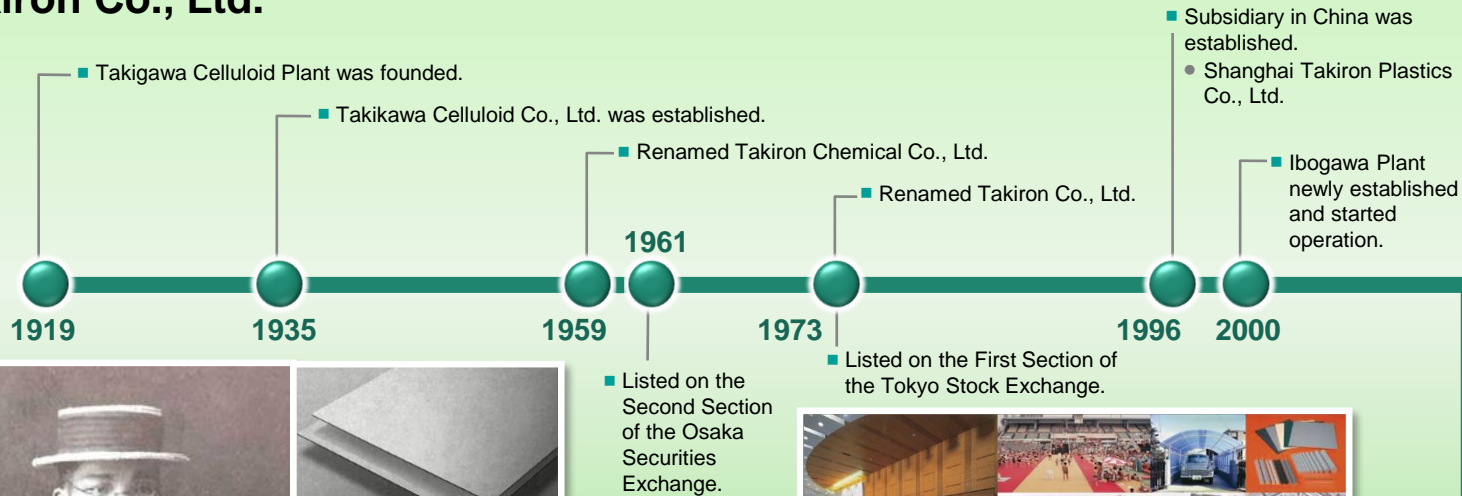 Co., Ltd.
Subsidiary in China was
established.
Shanghai Takiron Plastics
Co., Ltd.
Takigawa Celluloid Plant was founded.
Takikawa Celluloid Co., Ltd. was established.
Renamed Takiron Chemical Co., Ltd.
Ibogawa Plant
newly established
and started
operation.
Renamed Takiron Co., Ltd.
1961
1919
1935
1959
1973
1996
2000
Listed on the
Second Section
of the Osaka
Securities
Exchange.
Listed on the First Section of
the Tokyo Stock Exchange.